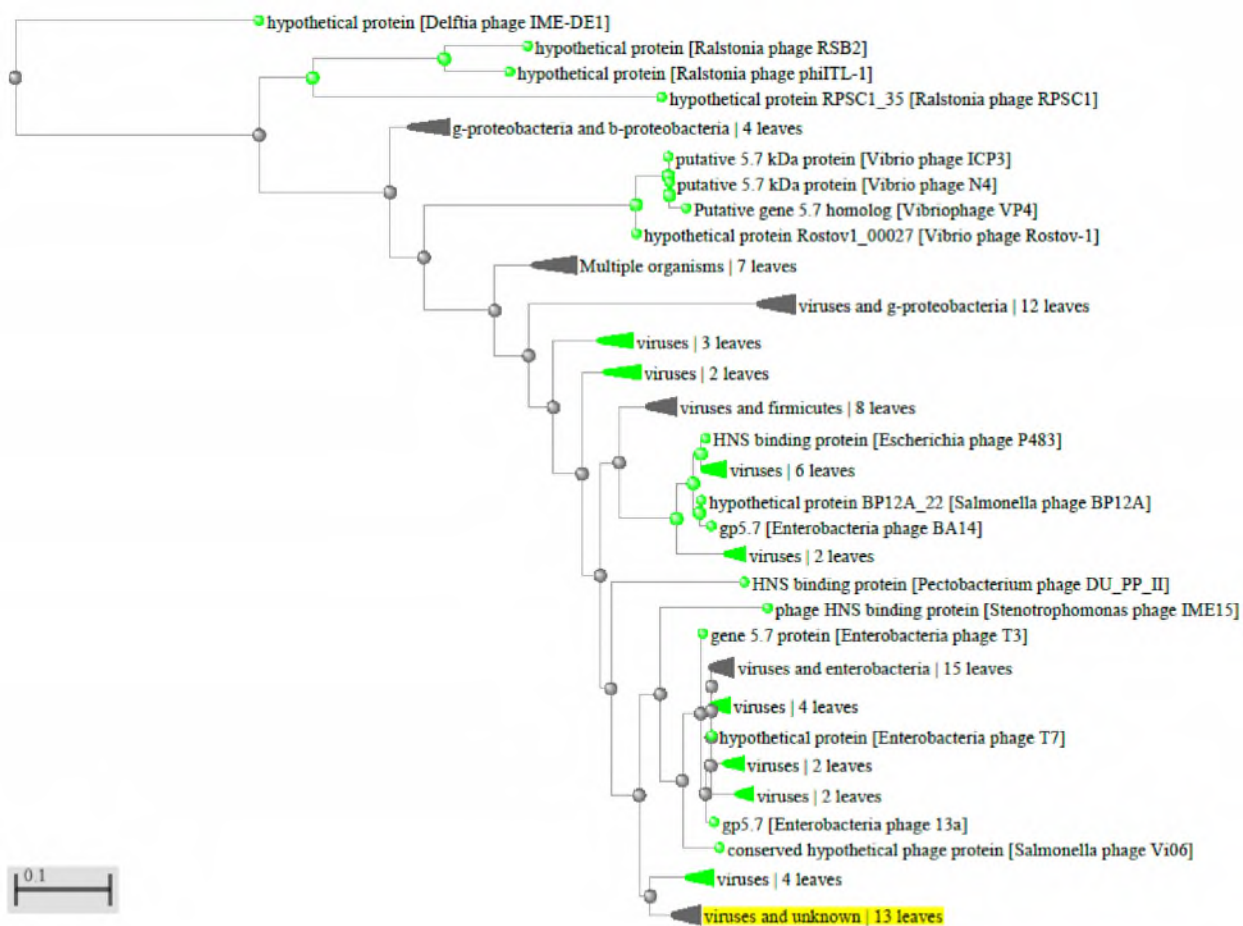 hypothetical protein [Delftia phage IME-DE1]
hypothetical protein [Ralstonia phage RSB2]
hypothetical protein [Ralstonia phage phiITL-1]
hypothetical protein RPSC1_35 [Ralstonia phage RPSC1]
g-proteobacteria and b-proteobacteria | 4 leaves
putative 5.7 kDa protein [Vibrio phage ICP3]
putative 5.7 kDa protein [Vibrio phage N4]
Putative gene 5.7 homolog [Vibriophage VP4]
hypothetical protein Rostov1_00027 [Vibrio phage Rostov-1]
Multiple organisms | 7 leaves
viruses and g-proteobacteria | 12 leaves
viruses | 3 leaves
viruses | 2 leaves
viruses and firmicutes | 8 leaves
HNS binding protein [Escherichia phage P483]
viruses | 6 leaves
hypothetical protein BP12A_22 [Salmonella phage BP12A]
gp5.7 [Enterobacteria phage BA14]
viruses | 2 leaves
HNS binding protein [Pectobacterium phage DU_PP_II]
phage HNS binding protein [Stenotrophomonas phage IME15]
gene 5.7 protein [Enterobacteria phage T3]
viruses and enterobacteria | 15 leaves
viruses | 4 leaves
hypothetical protein [Enterobacteria phage T7]
viruses | 2 leaves
viruses | 2 leaves
gp5.7 [Enterobacteria phage 13a]
conserved hypothetical phage protein [Salmonella phage Vi06]
viruses | 4 leaves
viruses and unknown | 13 leaves
0.1